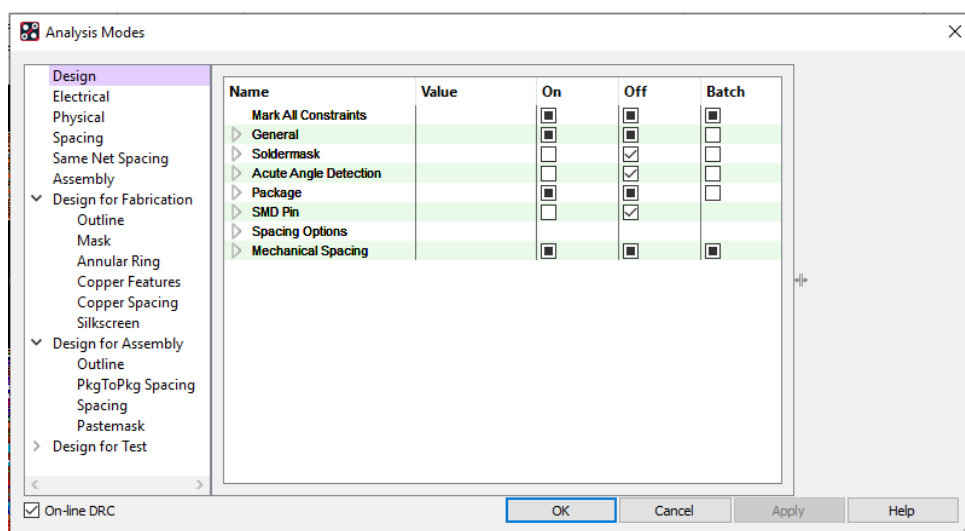 Analysis Modes
Design
Electrical
Physical
Spacing
Same Net Spacing
Assembly
Design for Fabrication
Outline
Mask
Annular Ring
Copper Features
Copper Spacing
Silkscreen
Design for Assembly
Outline
PkgToPkg Spacing
Spacing
Pastemask
Design for Test
Name Value On Off Batch
Mark All Constraints
General
Soldermask
Acute Angle Detection
Package
SMD Pin
Spacing Options
Mechanical Spacing
On-line DRC
OK Cancel Apply Help